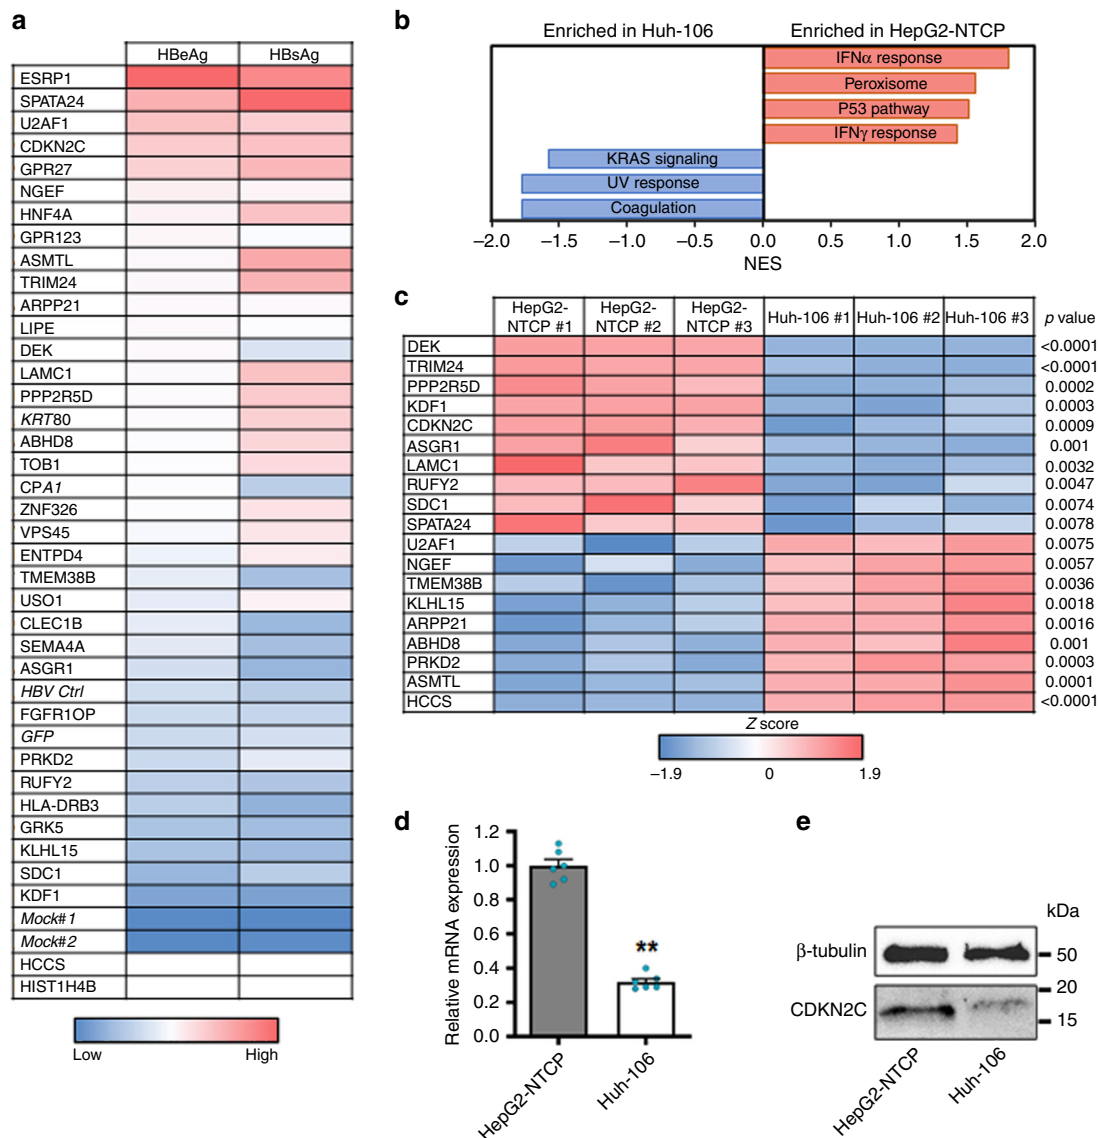 a
HBeAg HBsAg
ESRP1
SPATA24
U2AF1
CDKN2C
GPR27
NGEF
HNF4A
GPR123
ASMTL
TRIM24
ARPP21
LIPE
DEK
LAMC1
PPP2R5D
KRT80
ABHD8
TOB1
CPA1
ZNF326
VPS45
ENTPD4
TMEM38B
USO1
CLEC1B
SEMA4A
ASGR1
HBV Ctrl
FGFR1OP
GFP
PRKD2
RUFY2
HLA-DRB3
GRK5
KLHL15
SDC1
KDF1
Mock#1
Mock#2
HCCS
HIST1H4B
Low High
b
Enriched in Huh-106 Enriched in HepG2-NTCP
IFNα response
Peroxisome
P53 pathway
IFNγ response
KRAS signaling
UV response
Coagulation
−2.0 −1.5 −1.0 −0.5 0.0 0.5 1.0 1.5 2.0
NES
c
HepG2-NTCP #1 HepG2-NTCP #2 HepG2-NTCP #3 Huh-106 #1 Huh-106 #2 Huh-106 #3 p value
DEK <0.0001
TRIM24 <0.0001
PPP2R5D 0.0002
KDF1 0.0003
CDKN2C 0.0009
ASGR1 0.001
LAMC1 0.0032
RUFY2 0.0047
SDC1 0.0074
SPATA24 0.0078
U2AF1 0.0075
NGEF 0.0057
TMEM38B 0.0036
KLHL15 0.0018
ARPP21 0.0016
ABHD8 0.001
PRKD2 0.0003
ASMTL 0.0001
HCCS <0.0001
Z score
−1.9 0 1.9
d
Relative mRNA expression
1.2
1.0
0.8
0.6
0.4
0.2
0.0
**
HepG2-NTCP Huh-106
e
kDa
β-tubulin 50
20
CDKN2C
15
HepG2-NTCP Huh-106